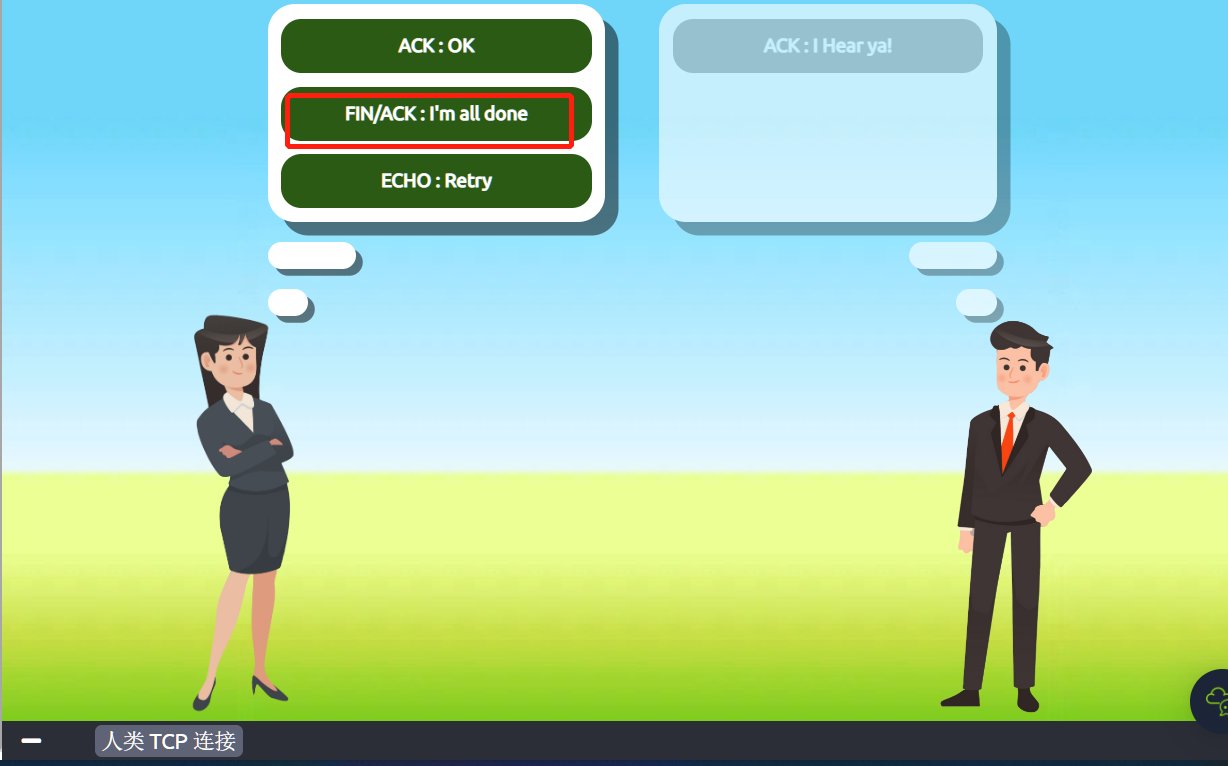 ACK : OK
ACK : I Hear ya!
FIN/ACK : I'm all done
ECHO : Retry
人类 TCP 连接